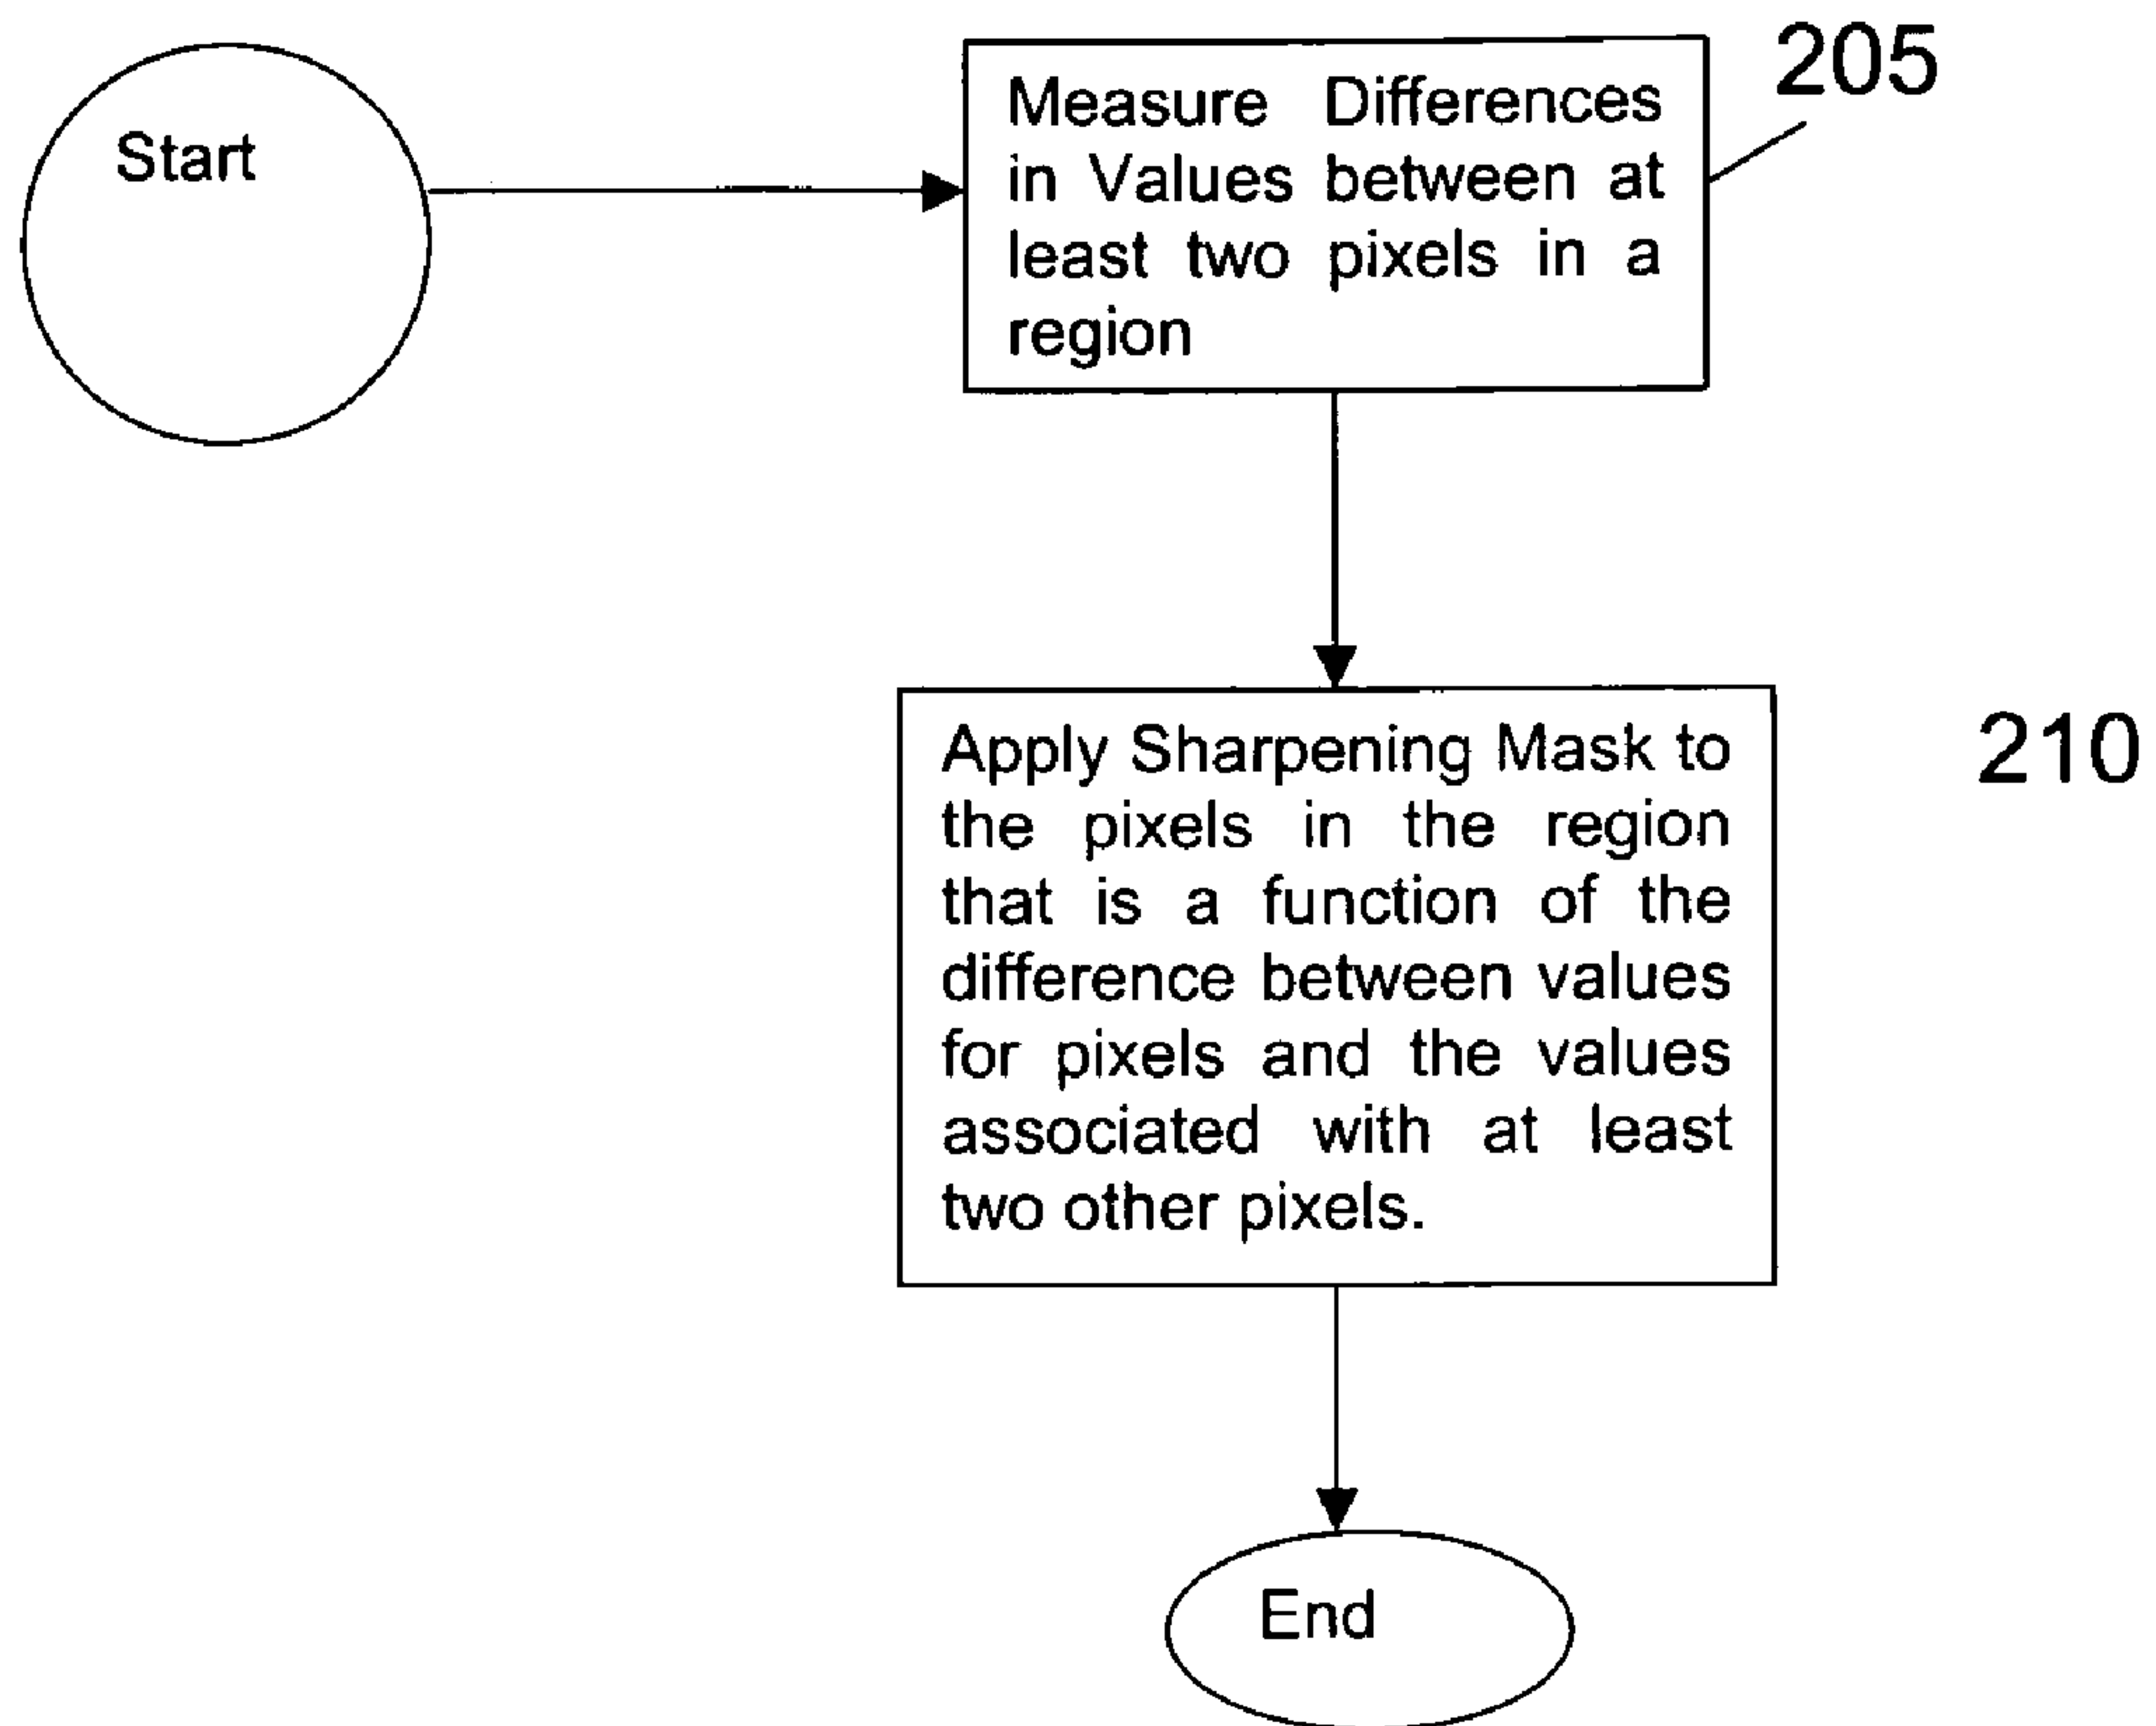 Start
Measure Differences
in Values between at
least two pixels in a
region
205
Apply Sharpening Mask to
the pixels in the region
that is a function of the
difference between values
for pixels and the values
associated with at least
two other pixels.
210
End